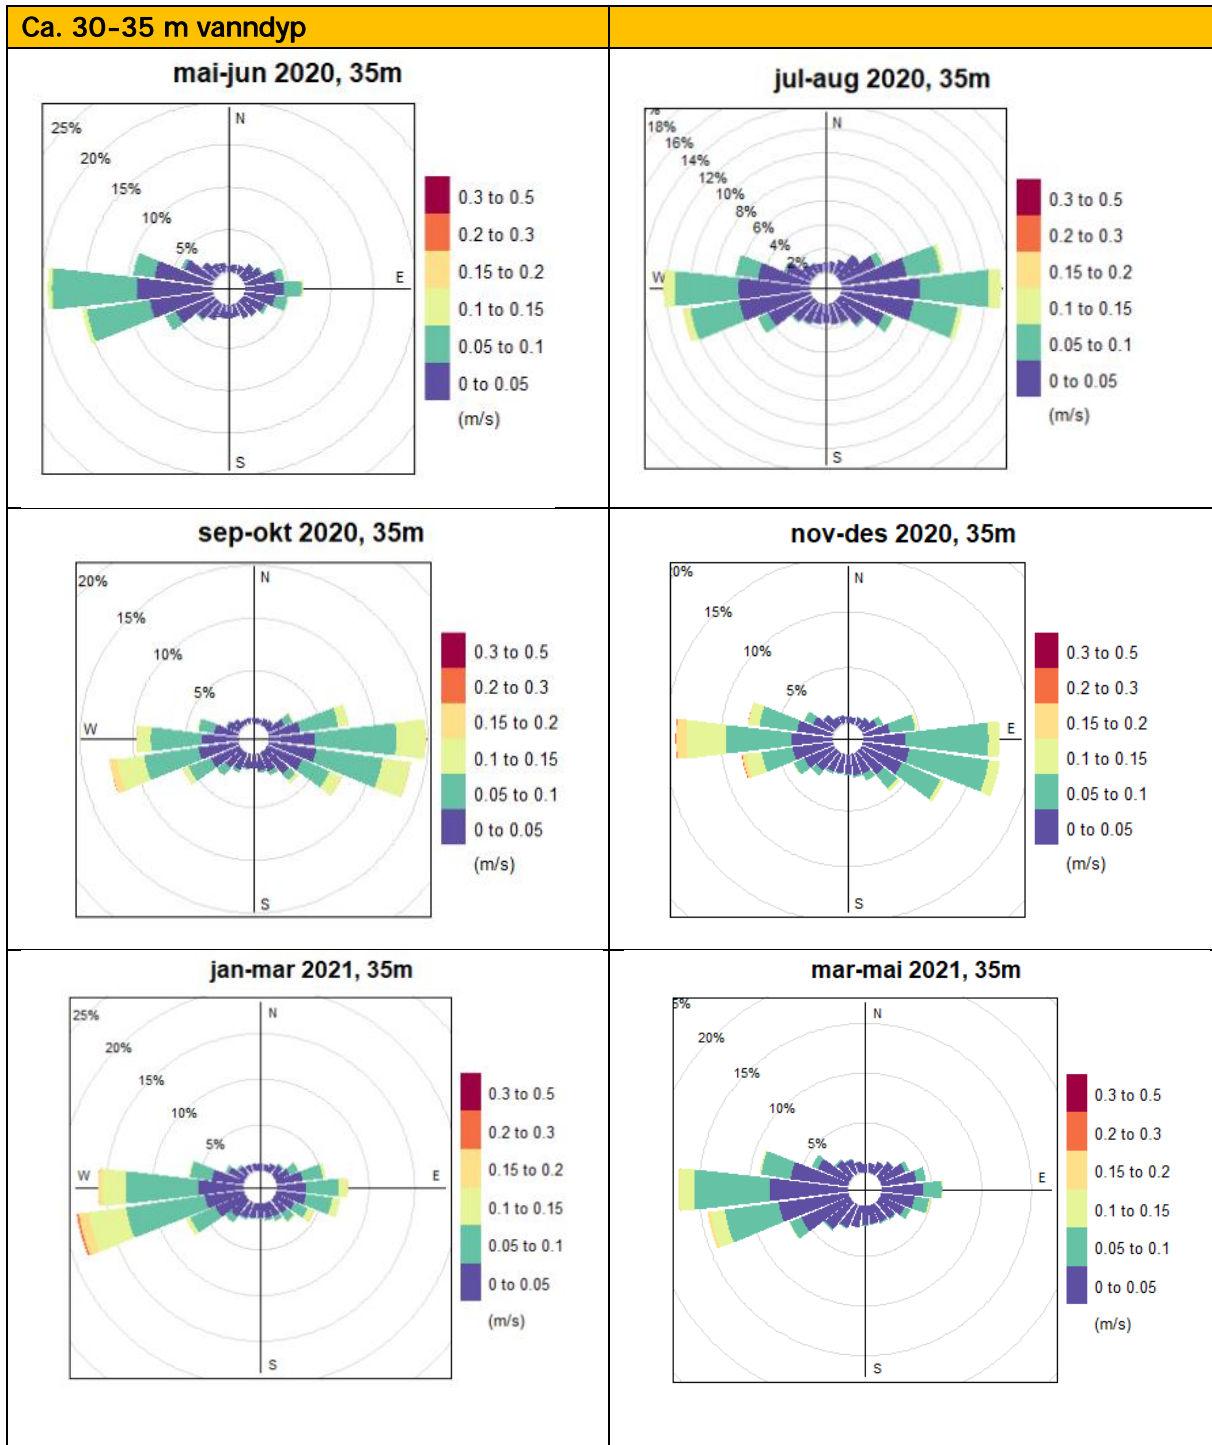 Ca. 30-35 m vanndyp
mai-jun 2020, 35m
25%
20%
15%
10%
5%
N
E
S
0.3 to 0.5
0.2 to 0.3
0.15 to 0.2
0.1 to 0.15
0.05 to 0.1
0 to 0.05
(m/s)
jul-aug 2020, 35m
%
18%
16%
14%
12%
10%
8%
6%
4%
2%
N
W
S
0.3 to 0.5
0.2 to 0.3
0.15 to 0.2
0.1 to 0.15
0.05 to 0.1
0 to 0.05
(m/s)
sep-okt 2020, 35m
20%
15%
10%
5%
N
W
S
0.3 to 0.5
0.2 to 0.3
0.15 to 0.2
0.1 to 0.15
0.05 to 0.1
0 to 0.05
(m/s)
nov-des 2020, 35m
0%
15%
10%
5%
N
E
S
0.3 to 0.5
0.2 to 0.3
0.15 to 0.2
0.1 to 0.15
0.05 to 0.1
0 to 0.05
(m/s)
jan-mar 2021, 35m
25%
20%
15%
10%
5%
N
W
E
S
0.3 to 0.5
0.2 to 0.3
0.15 to 0.2
0.1 to 0.15
0.05 to 0.1
0 to 0.05
(m/s)
mar-mai 2021, 35m
5%
20%
15%
10%
5%
N
E
S
0.3 to 0.5
0.2 to 0.3
0.15 to 0.2
0.1 to 0.15
0.05 to 0.1
0 to 0.05
(m/s)